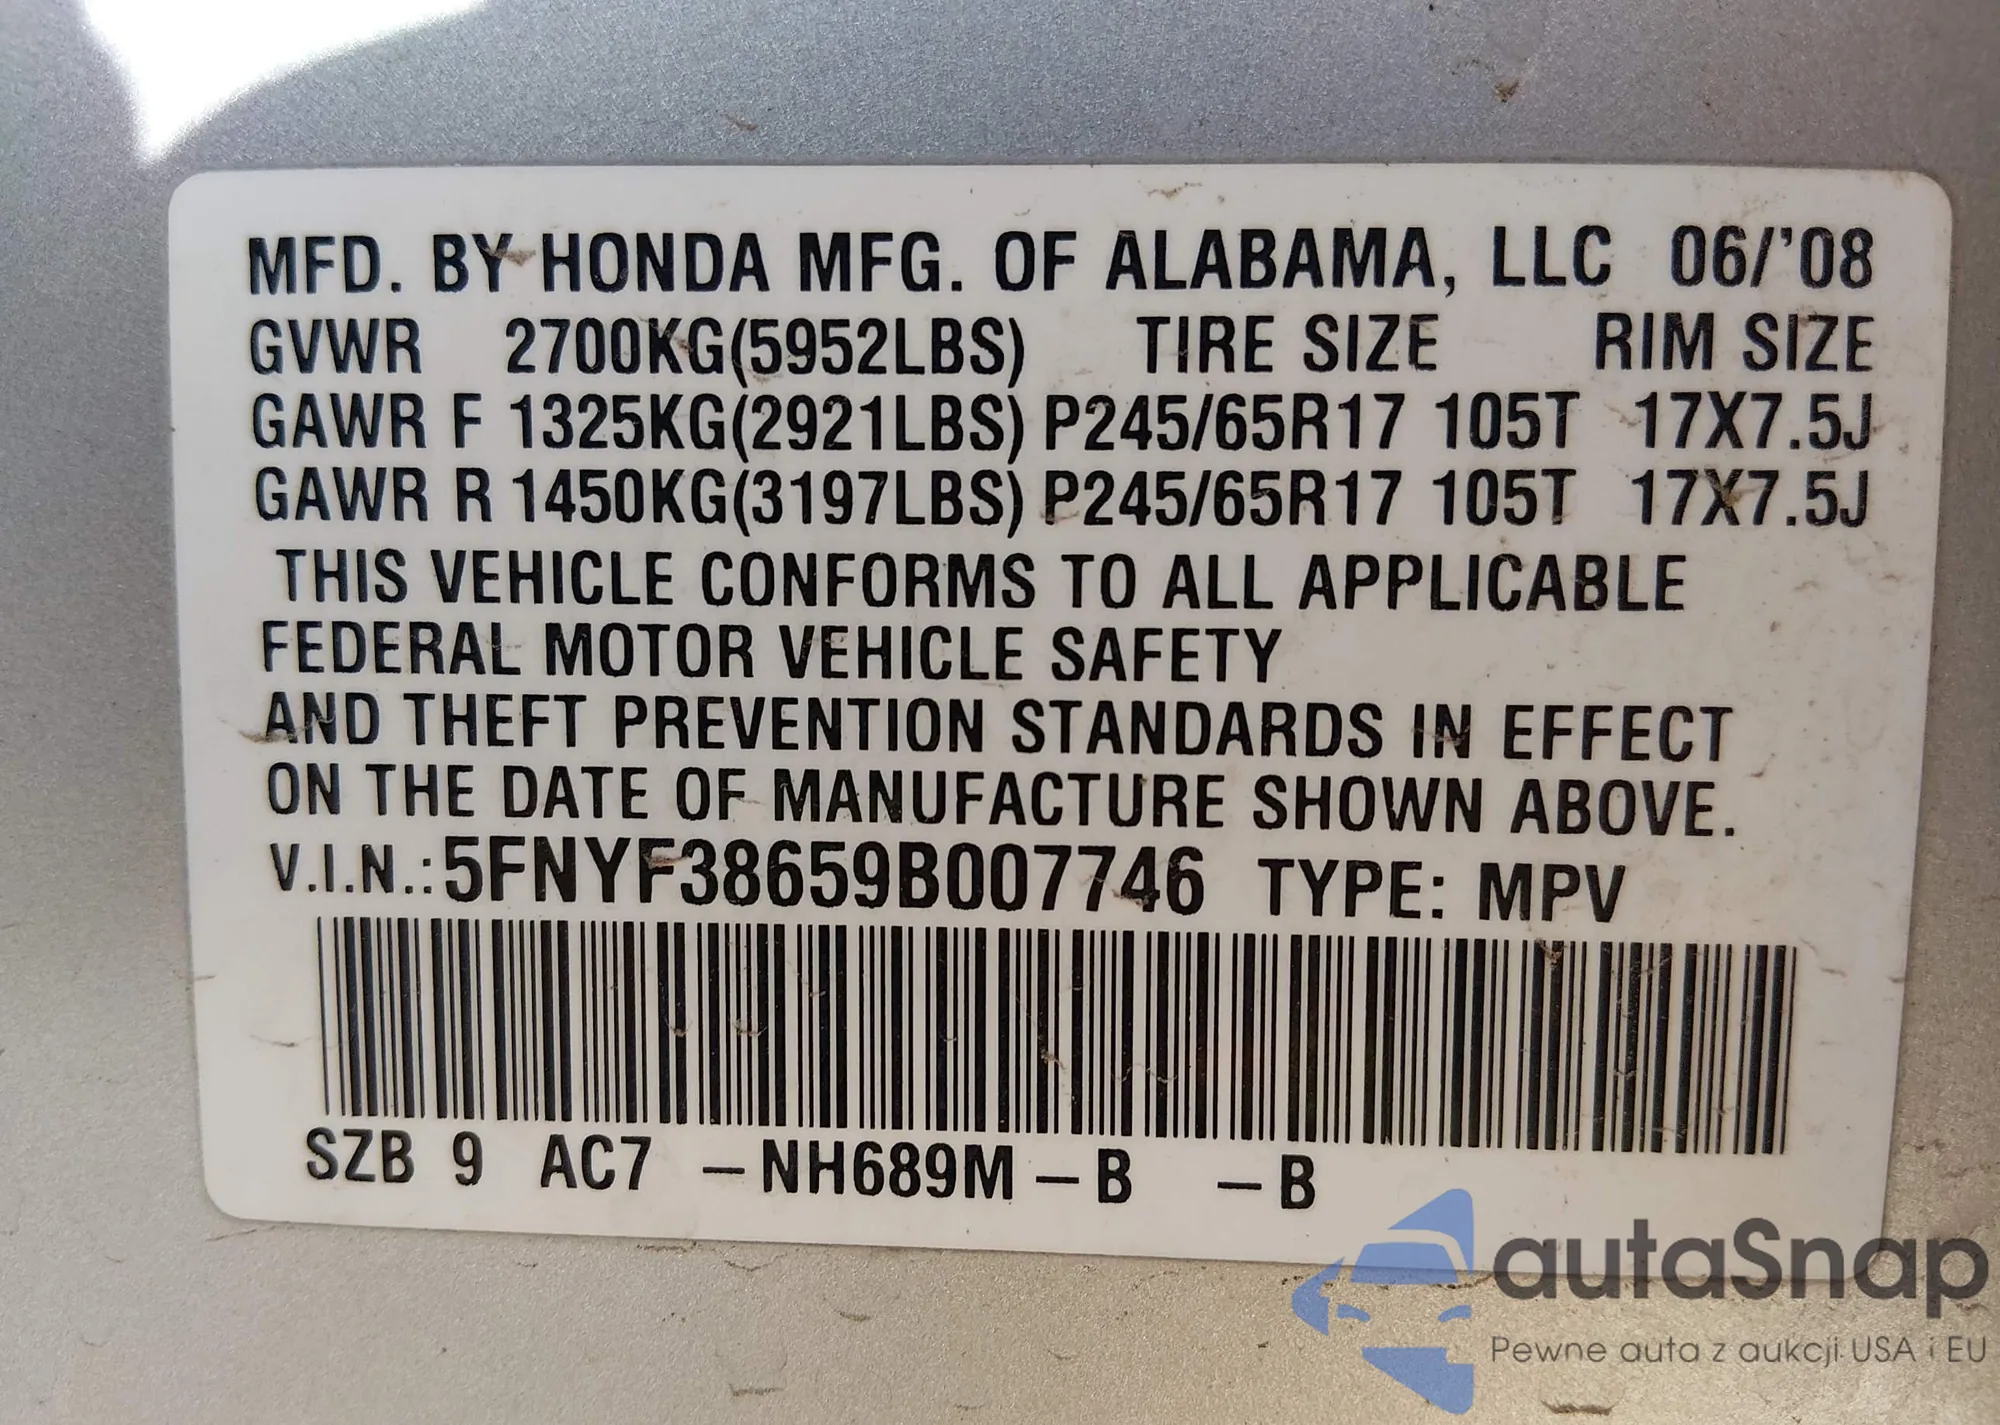 MFD. BY HONDA MFG. OF ALABAMA, LLC 06/'08
GVWR 2700KG(5952LBS) TIRE SIZE RIM SIZE
GAWR F 1325KG(2921LBS) P245/65R17 105T 17X7.5J
GAWR R 1450KG(3197LBS) P245/65R17 105T 17X7.5J
THIS VEHICLE CONFORMS TO ALL APPLICABLE
FEDERAL MOTOR VEHICLE SAFETY
AND THEFT PREVENTION STANDARDS IN EFFECT
ON THE DATE OF MANUFACTURE SHOWN ABOVE.
V.I.N.:5FNYF38659B007746 TYPE: MPV
SZB 9 AC7 –NH689M –B –B
autaSnap
Pewne auta z aukcji USA i EU